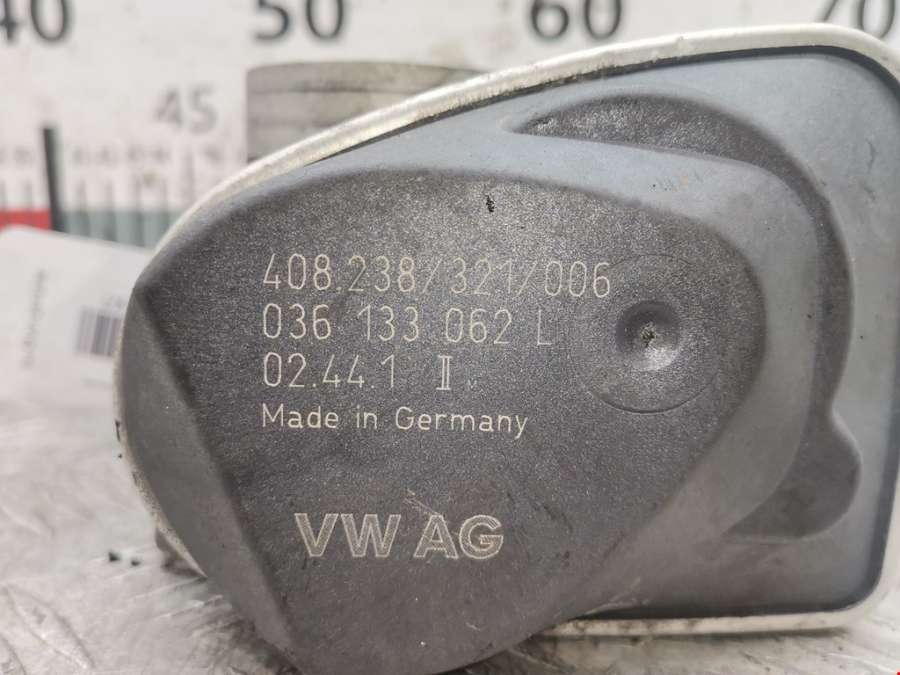 40 50 60 70
45
408.238/321/006
036 133 062 L
02.44.1 II
Made in Germany
VW AG